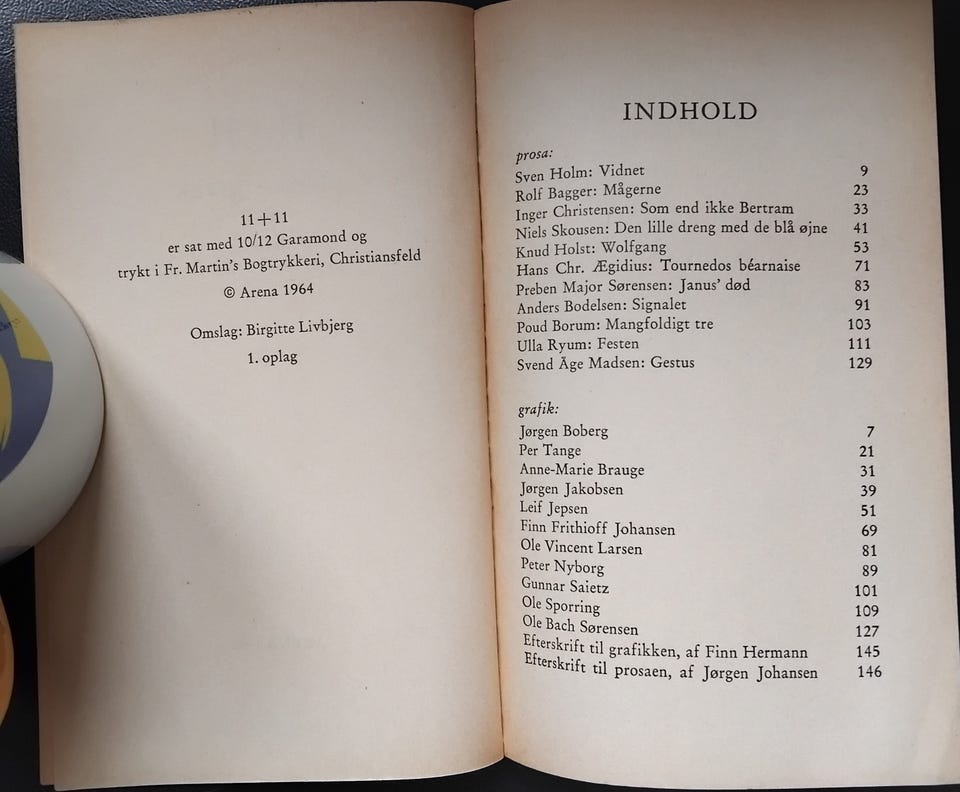 11+11
er sat med 10/12 Garamond og
trykt i Fr. Martin's Bogtrykkeri, Christiansfeld
© Arena 1964
Omslag: Birgitte Livbjerg
1. oplag
INDHOLD
prosa:
Sven Holm: Vidnet 9
Rolf Bagger: Mågerne 23
Inger Christensen: Som end ikke Bertram 33
Niels Skousen: Den lille dreng med de blå øjne 41
Knud Holst: Wolfgang 53
Hans Chr. Ægidius: Tournedos béarnaise 71
Preben Major Sørensen: Janus' død 83
Anders Bodelsen: Signalet 91
Poud Borum: Mangfoldigt tre 103
Ulla Ryum: Festen 111
Svend Åge Madsen: Gestus 129
grafik:
Jørgen Boberg 7
Per Tange 21
Anne-Marie Brauge 31
Jørgen Jakobsen 39
Leif Jepsen 51
Finn Frithioff Johansen 69
Ole Vincent Larsen 81
Peter Nyborg 89
Gunnar Saietz 101
Ole Sporring 109
Ole Bach Sørensen 127
Efterskrift til grafikken, af Finn Hermann 145
Efterskrift til prosaen, af Jørgen Johansen 146